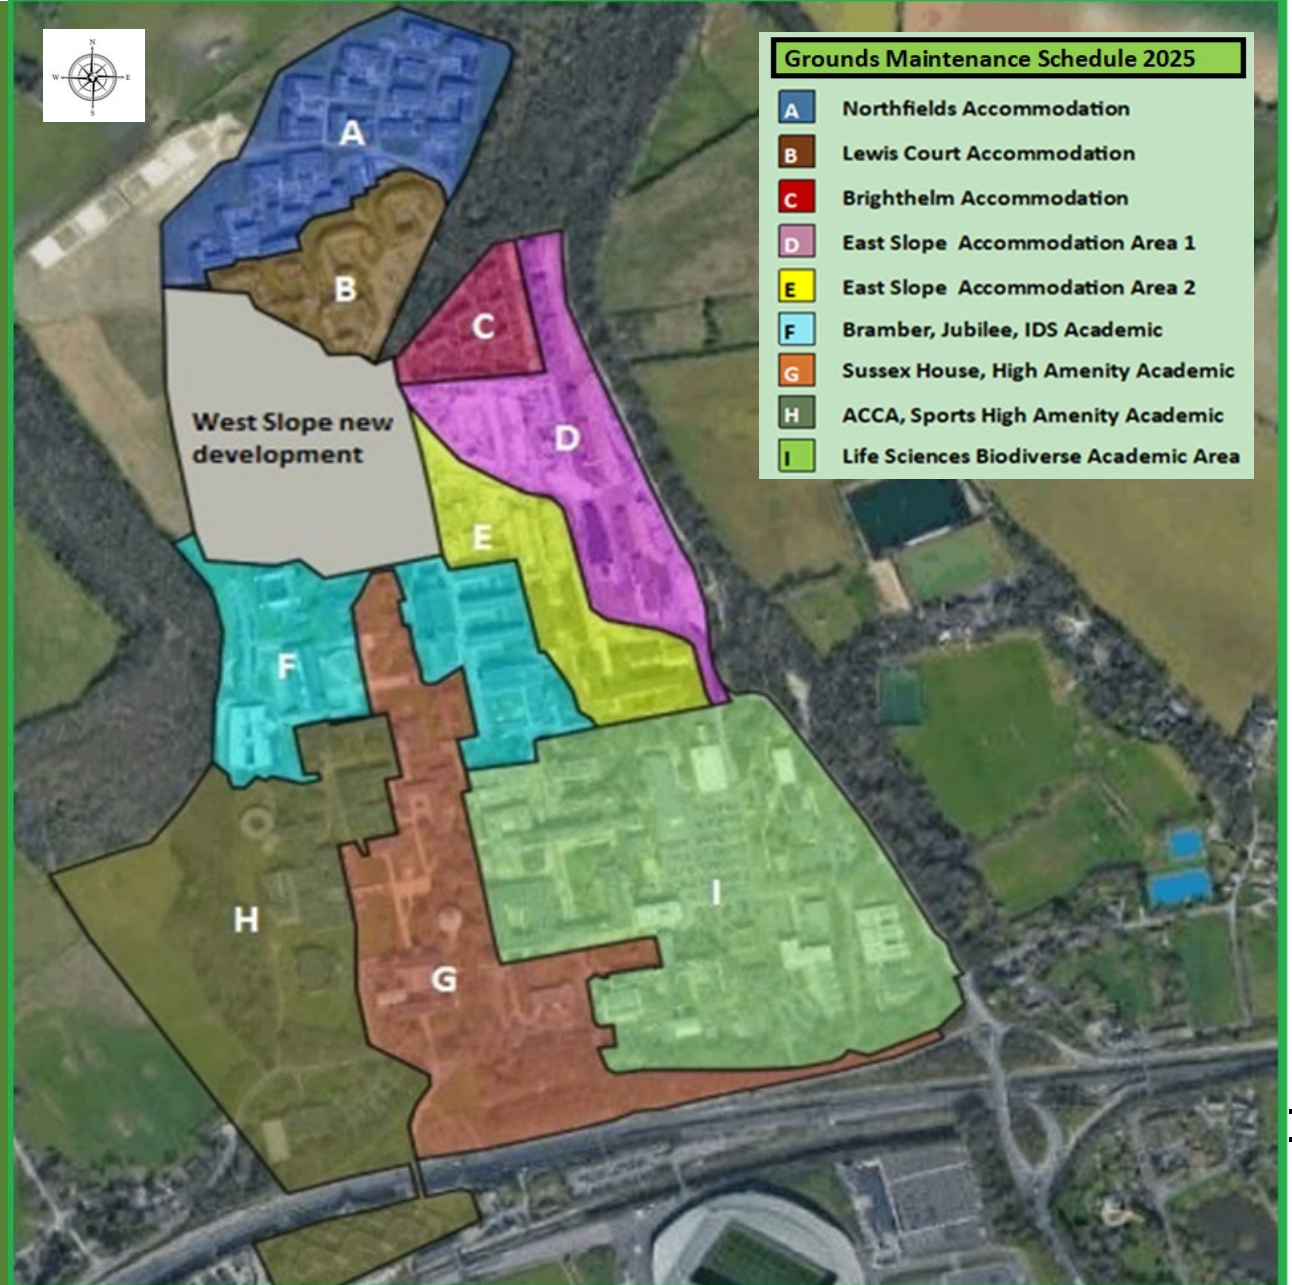 N
W E
S
Grounds Maintenance Schedule 2025
A Northfields Accommodation
B Lewis Court Accommodation
C Brighthelm Accommodation
D East Slope Accommodation Area 1
E East Slope Accommodation Area 2
F Bramber, Jubilee, IDS Academic
G Sussex House, High Amenity Academic
H ACCA, Sports High Amenity Academic
I Life Sciences Biodiverse Academic Area
A
B
C
West Slope new
development
D
E
F
I
H
G